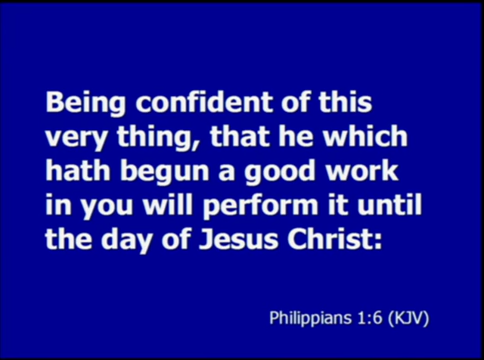 Being confident of this
very thing, that he which
hath begun a good work
in you will perform it until
the day of Jesus Christ:
Philippians 1:6 (KJV)